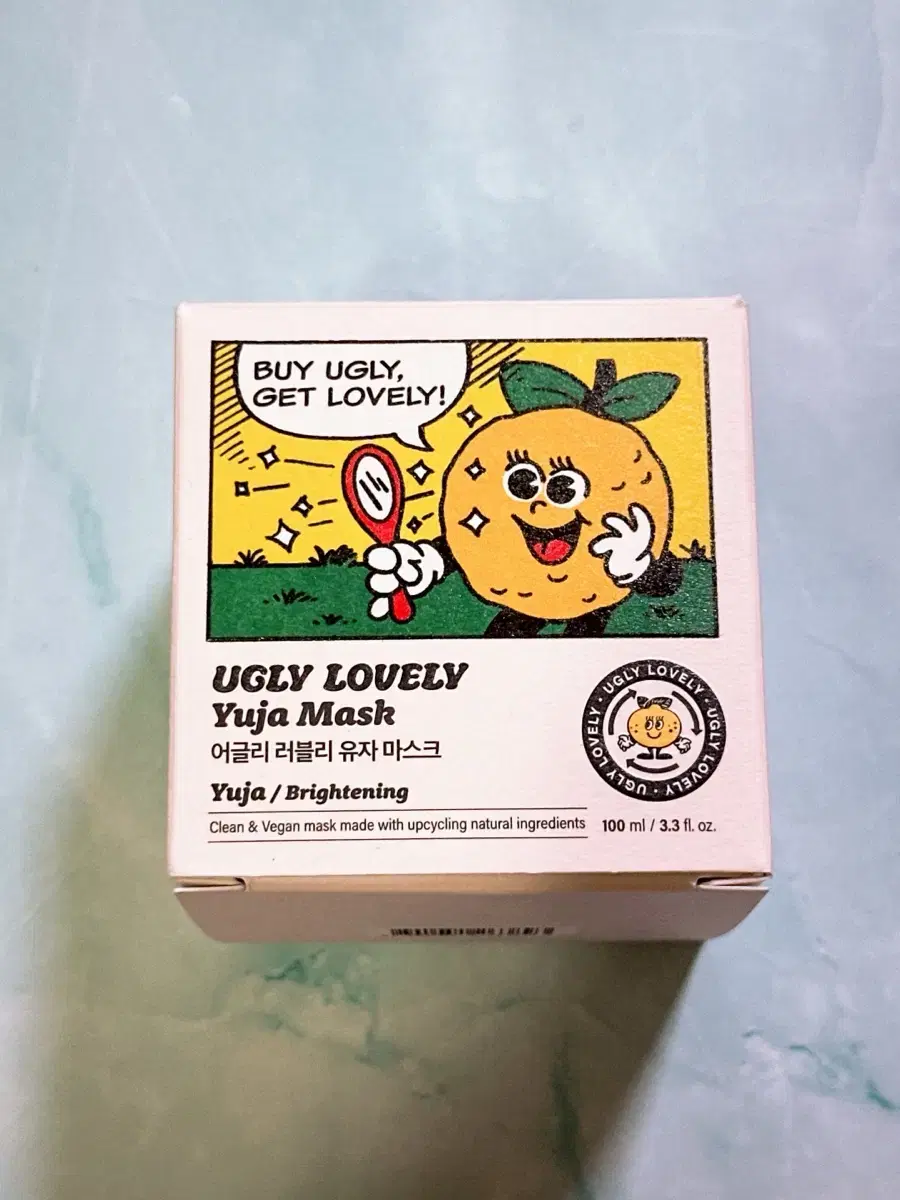 BUY UGLY,
GET LOVELY!
UGLY LOVELY
Yuja Mask
어글리 러블리 유자 마스크
Yuja / Brightening
Clean & Vegan mask made with upcycling natural ingredients
100 ml / 3.3 fl. oz.
UGLY LOVELY · UGLY LOVELY · UGLY LOVELY · UGLY LOVELY ·